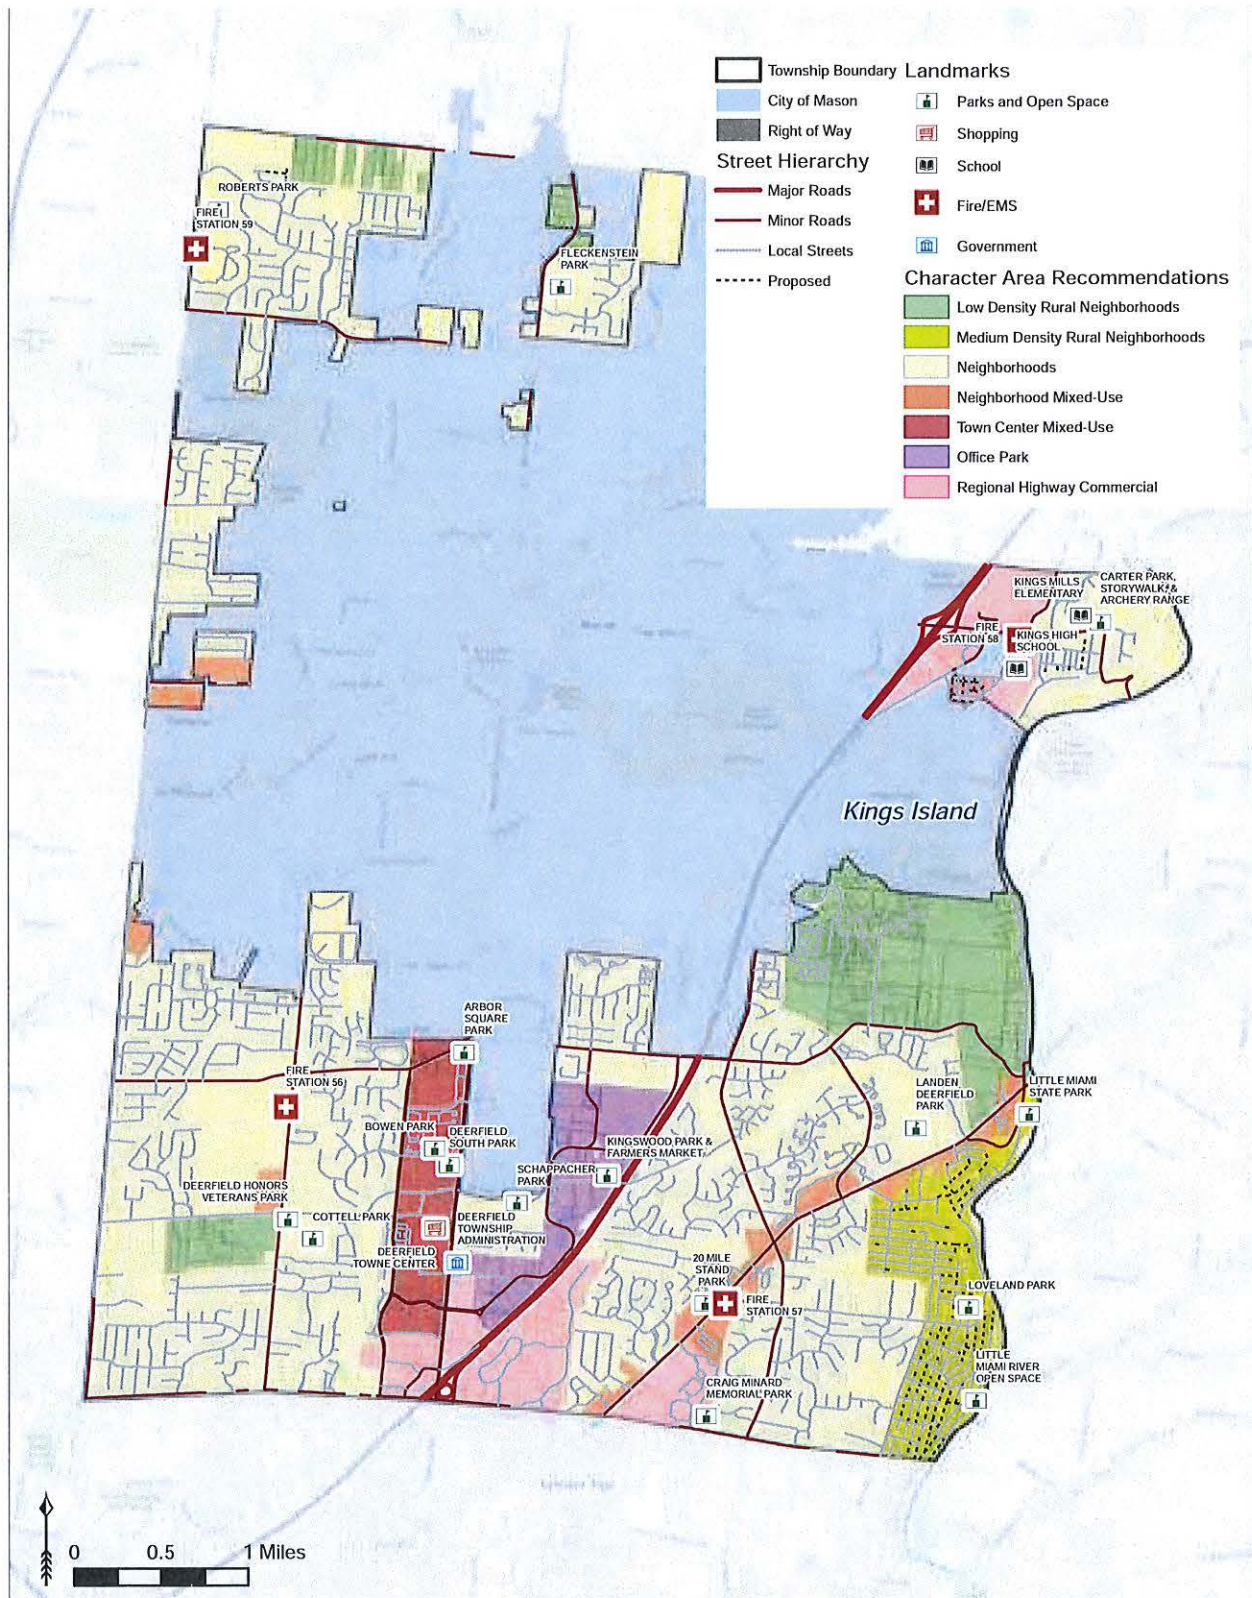 Township Boundary
City of Mason
Right of Way
Street Hierarchy
Major Roads
Minor Roads
Local Streets
Proposed
Landmarks
Parks and Open Space
Shopping
School
Fire/EMS
Government
Character Area Recommendations
Low Density Rural Neighborhoods
Medium Density Rural Neighborhoods
Neighborhoods
Neighborhood Mixed-Use
Town Center Mixed-Use
Office Park
Regional Highway Commercial
ROBERTS PARK
FIRE
STATION 59
FLECKENSTEIN
PARK
KINGS MILLS
ELEMENTARY
CARTER PARK,
STORYWALK, &
ARCHERY RANGE
FIRE
STATION 58
KINGS HIGH
SCHOOL
Kings Island
ARBOR
SQUARE
PARK
FIRE
STATION 56
BOWEN PARK
DEERFIELD
SOUTH PARK
LANDEN
DEERFIELD
PARK
LITTLE MIAMI
STATE PARK
KINGSWOOD PARK &
FARMERS MARKET
SCHAPPACHER
PARK
DEERFIELD HONORS
VETERANS PARK
COTTELL PARK
DEERFIELD
TOWNSHIP
ADMINISTRATION
DEERFIELD
TOWNE CENTER
20 MILE
STAND
PARK
FIRE
STATION 57
LOVELAND PARK
LITTLE
MIAMI RIVER
OPEN SPACE
CRAIG MINARD
MEMORIAL PARK
0 0.5 1 Miles